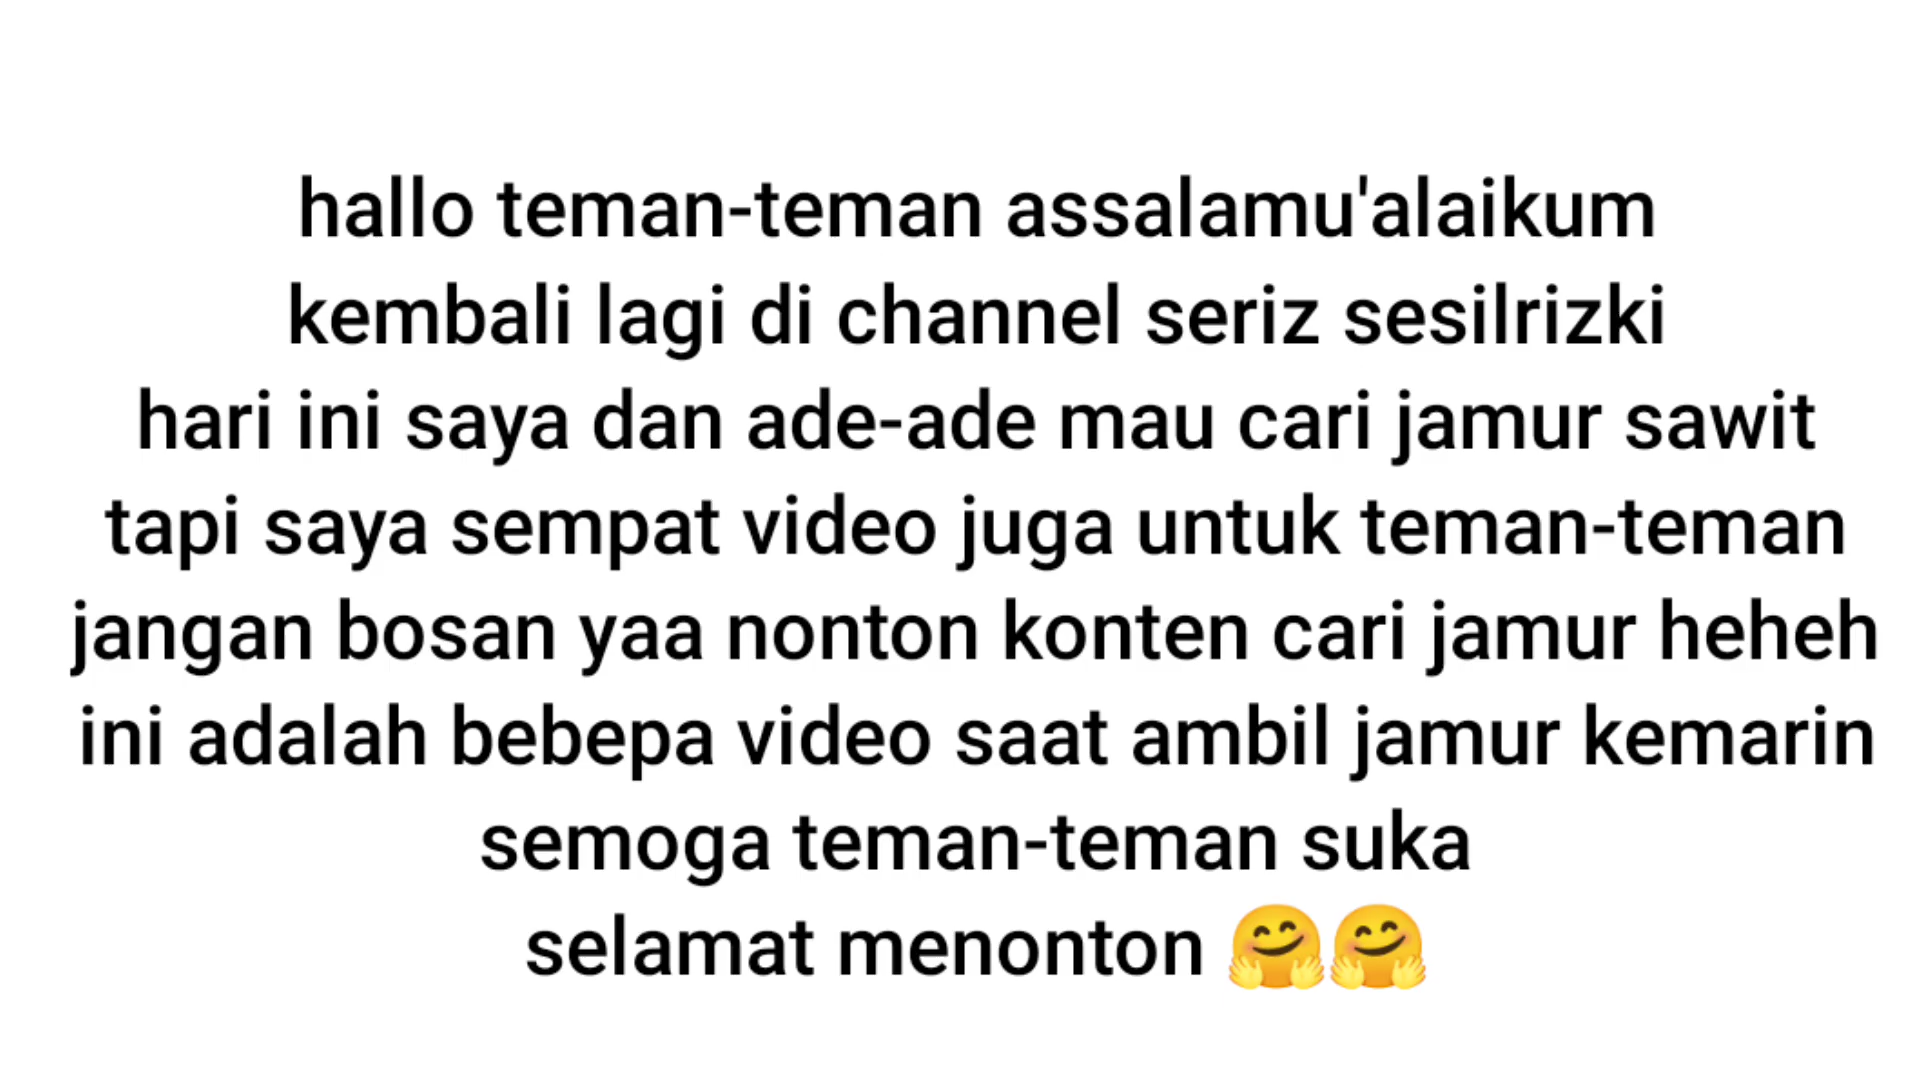 hallo teman-teman assalamu'alaikum
kembali lagi di channel seriz sesilrizki
hari ini saya dan ade-ade mau cari jamur sawit
tapi saya sempat video juga untuk teman-teman
jangan bosan yaa nonton konten cari jamur heheh
ini adalah bebepa video saat ambil jamur kemarin
semoga teman-teman suka
selamat menonton 🤗🤗